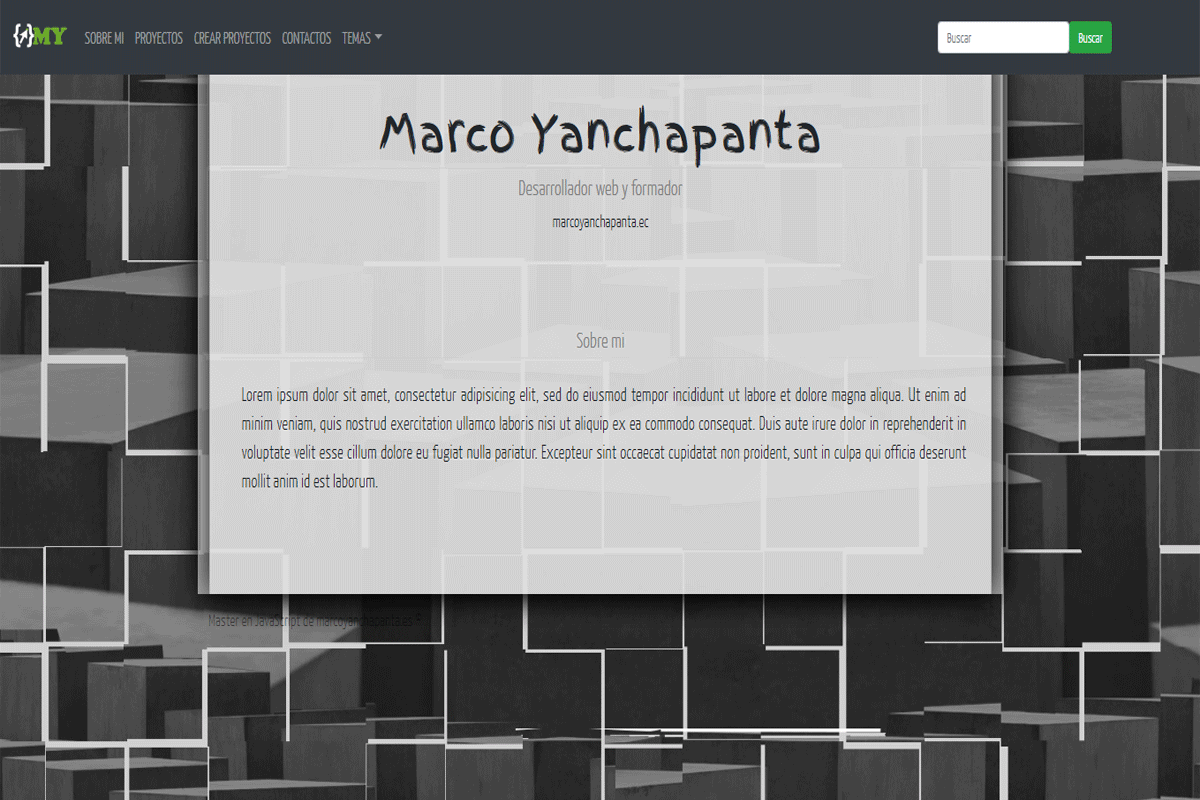 {}MY SOBRE MI PROYECTOS CREAR PROYECTOS CONTACTOS TEMAS Buscar Buscar
Marco Yanchapanta
Desarrollador web y formador
marcoyanchapanta.ec
Sobre mi
Lorem ipsum dolor sit amet, consectetur adipisicing elit, sed do eiusmod tempor incididunt ut labore et dolore magna aliqua. Ut enim ad
minim veniam, quis nostrud exercitation ullamco laboris nisi ut aliquip ex ea commodo consequat. Duis aute irure dolor in reprehenderit in
voluptate velit esse cillum dolore eu fugiat nulla pariatur. Excepteur sint occaecat cupidatat non proident, sunt in culpa qui officia deserunt
mollit anim id est laborum.
Master en JavaScript de marcoyanchapanta.es